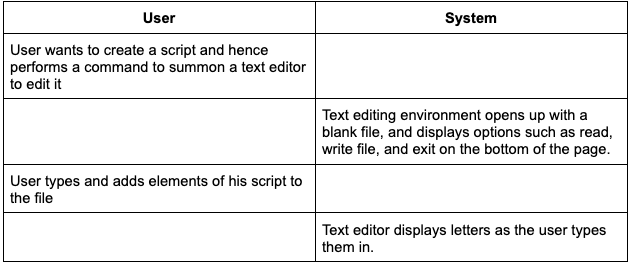 User
System
User wants to create a script and hence
performs a command to summon a text editor
to edit it
Text editing environment opens up with a
blank file, and displays options such as read,
write file, and exit on the bottom of the page.
User types and adds elements of his script to
the file
Text editor displays letters as the user types
them in.